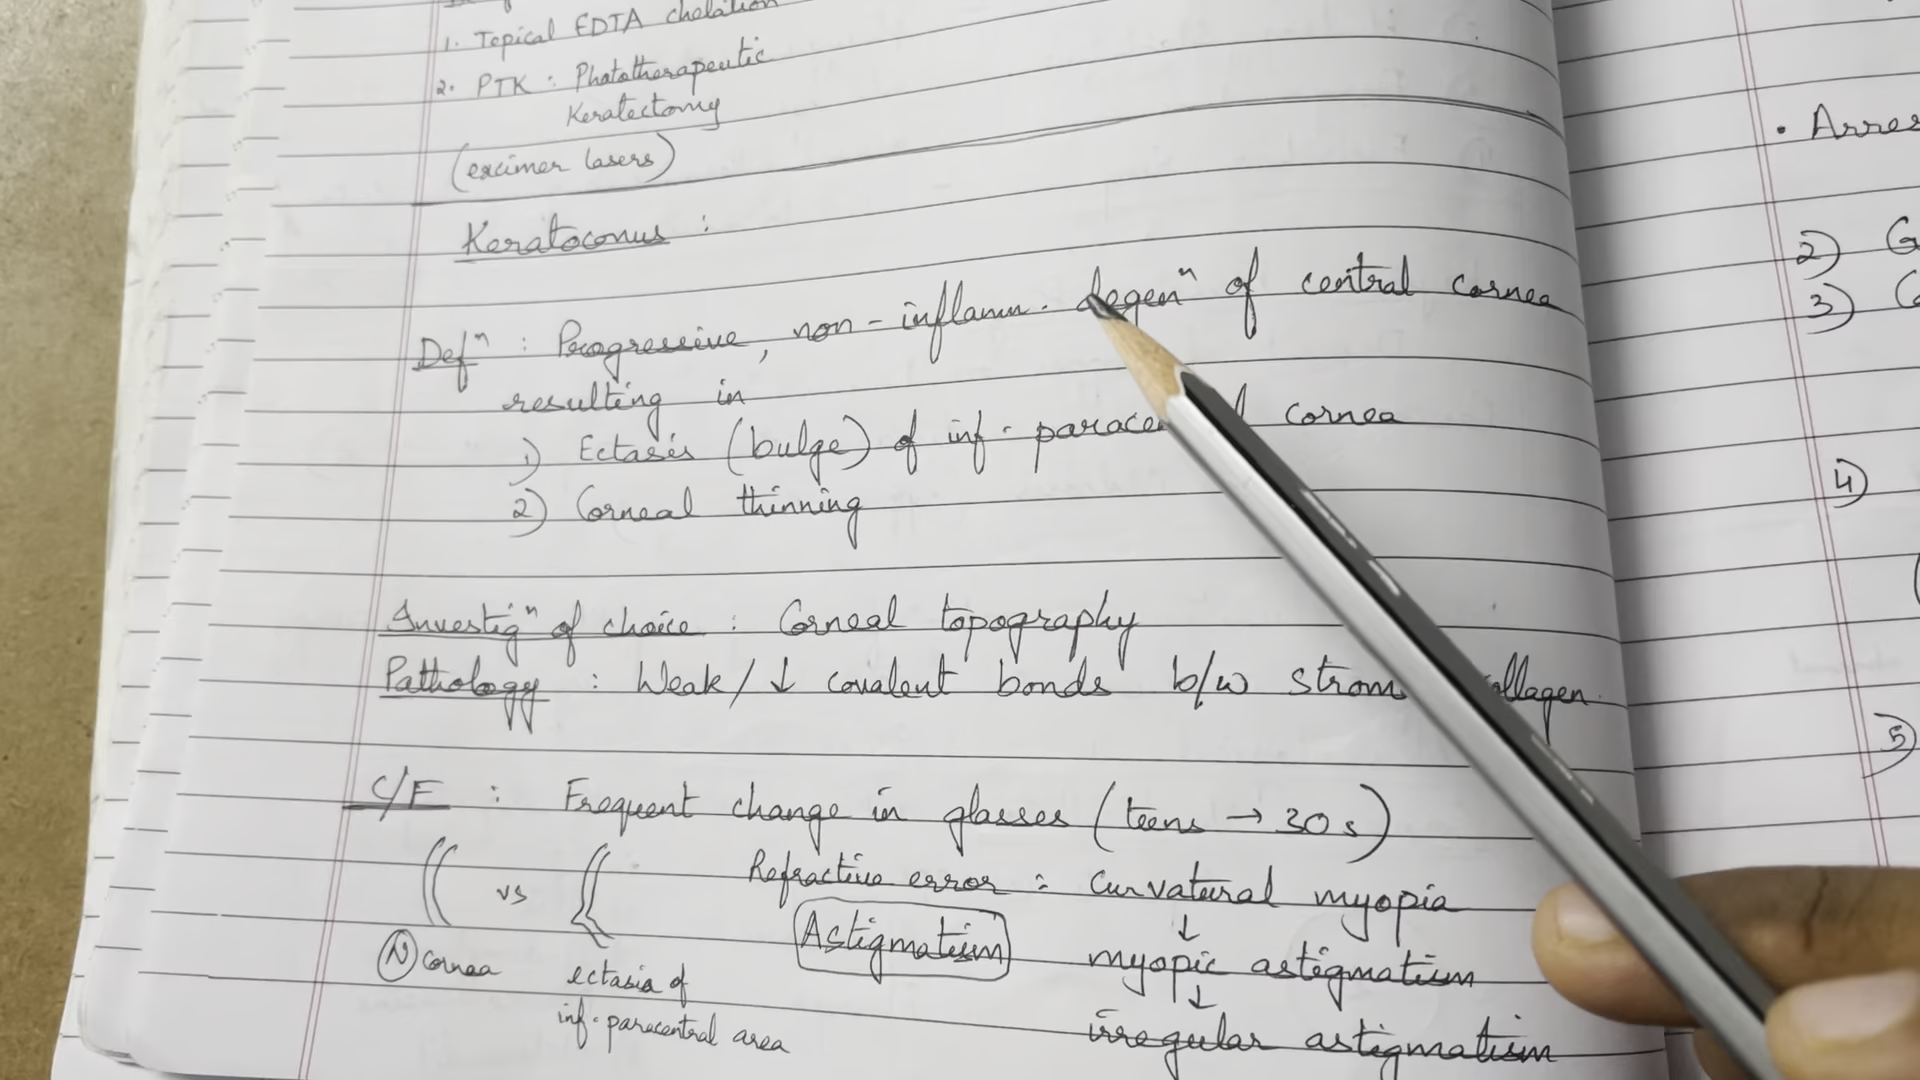 1. Topical EDTA chelation
2. PTK : Phototherapeutic
Keratectomy
(excimer lasers)
Keratoconus :
Defⁿ : Progressive, non-inflamm. degenⁿ of central cornea
resulting in
1) Ectasis (bulge) of inf. parace cornea
2) Corneal thinning
Investigⁿ of choice : Corneal topography
Pathology : Weak/↓ covalent bonds b/w strom ollagen.
C/F : Frequent change in glasses (teens → 30s)
vs
Refractive error : Curvatural myopia
↓
Astigmatism
myopic astigmatism
↓
(N) cornea
ectasia of
inf. paracentral area
irregular astigmatism
• Arres
2) G
3) C
4)
5)